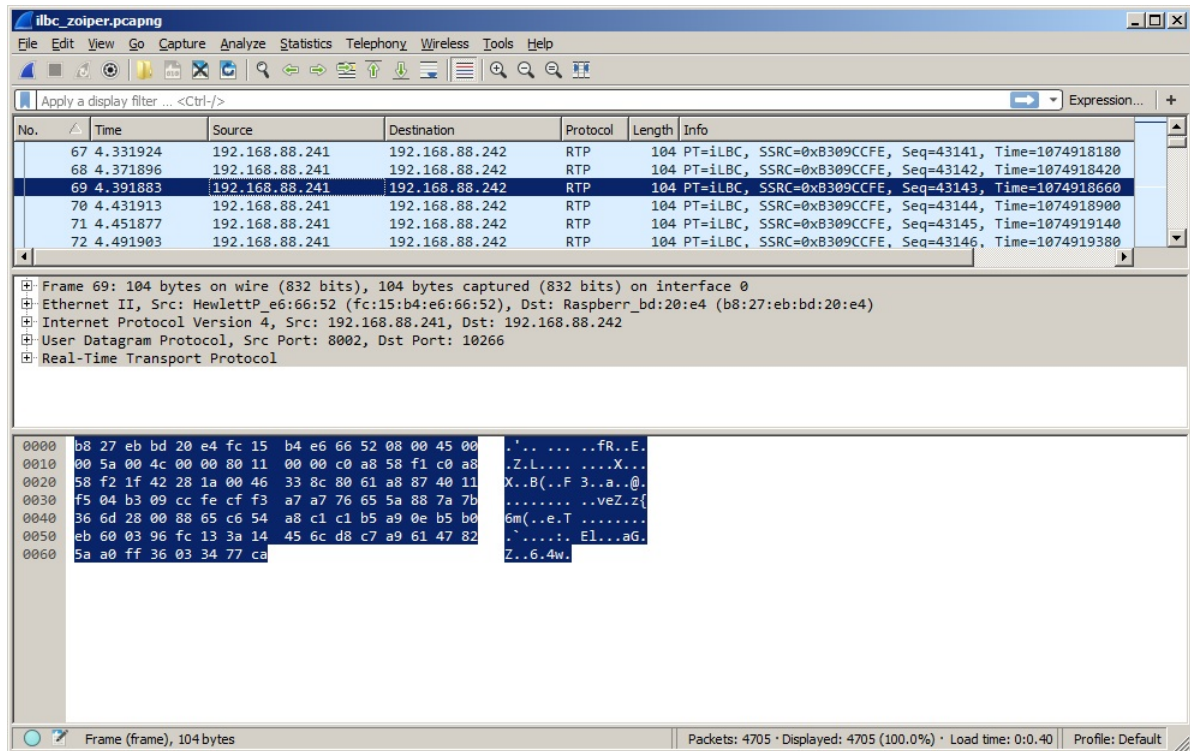 ilbc_zoiper.pcapng
File Edit View Go Capture Analyze Statistics Telephony Wireless Tools Help
Apply a display filter ... <Ctrl-/> Expression... +
No. Time Source Destination Protocol Length Info
67 4.331924 192.168.88.241 192.168.88.242 RTP 104 PT=iLBC, SSRC=0xB309CCFE, Seq=43141, Time=1074918180
68 4.371896 192.168.88.241 192.168.88.242 RTP 104 PT=iLBC, SSRC=0xB309CCFE, Seq=43142, Time=1074918420
69 4.391883 192.168.88.241 192.168.88.242 RTP 104 PT=iLBC, SSRC=0xB309CCFE, Seq=43143, Time=1074918660
70 4.431913 192.168.88.241 192.168.88.242 RTP 104 PT=iLBC, SSRC=0xB309CCFE, Seq=43144, Time=1074918900
71 4.451877 192.168.88.241 192.168.88.242 RTP 104 PT=iLBC, SSRC=0xB309CCFE, Seq=43145, Time=1074919140
72 4.491903 192.168.88.241 192.168.88.242 RTP 104 PT=iLBC, SSRC=0xB309CCFE, Seq=43146, Time=1074919380
Frame 69: 104 bytes on wire (832 bits), 104 bytes captured (832 bits) on interface 0
Ethernet II, Src: HewlettP_e6:66:52 (fc:15:b4:e6:66:52), Dst: Raspberr_bd:20:e4 (b8:27:eb:bd:20:e4)
Internet Protocol Version 4, Src: 192.168.88.241, Dst: 192.168.88.242
User Datagram Protocol, Src Port: 8002, Dst Port: 10266
Real-Time Transport Protocol
0000 b8 27 eb bd 20 e4 fc 15 b4 e6 66 52 08 00 45 00 .'.. ... ..fR..E.
0010 00 5a 00 4c 00 00 80 11 00 00 c0 a8 58 f1 c0 a8 .Z.L.... ....X...
0020 58 f2 1f 42 28 1a 00 46 33 8c 80 61 a8 87 40 11 X..B(..F 3..a..@.
0030 f5 04 b3 09 cc fe cf f3 a7 a7 76 65 5a 88 7a 7b ........ ..veZ.z{
0040 36 6d 28 00 88 65 c6 54 a8 c1 c1 b5 a9 0e b5 b0 6m(..e.T ........
0050 eb 60 03 96 fc 13 3a 14 45 6c d8 c7 a9 61 47 82 .`....:. El...aG.
0060 5a a0 ff 36 03 34 77 ca Z..6.4w.
Frame (frame), 104 bytes Packets: 4705 · Displayed: 4705 (100.0%) · Load time: 0:0.40 Profile: Default